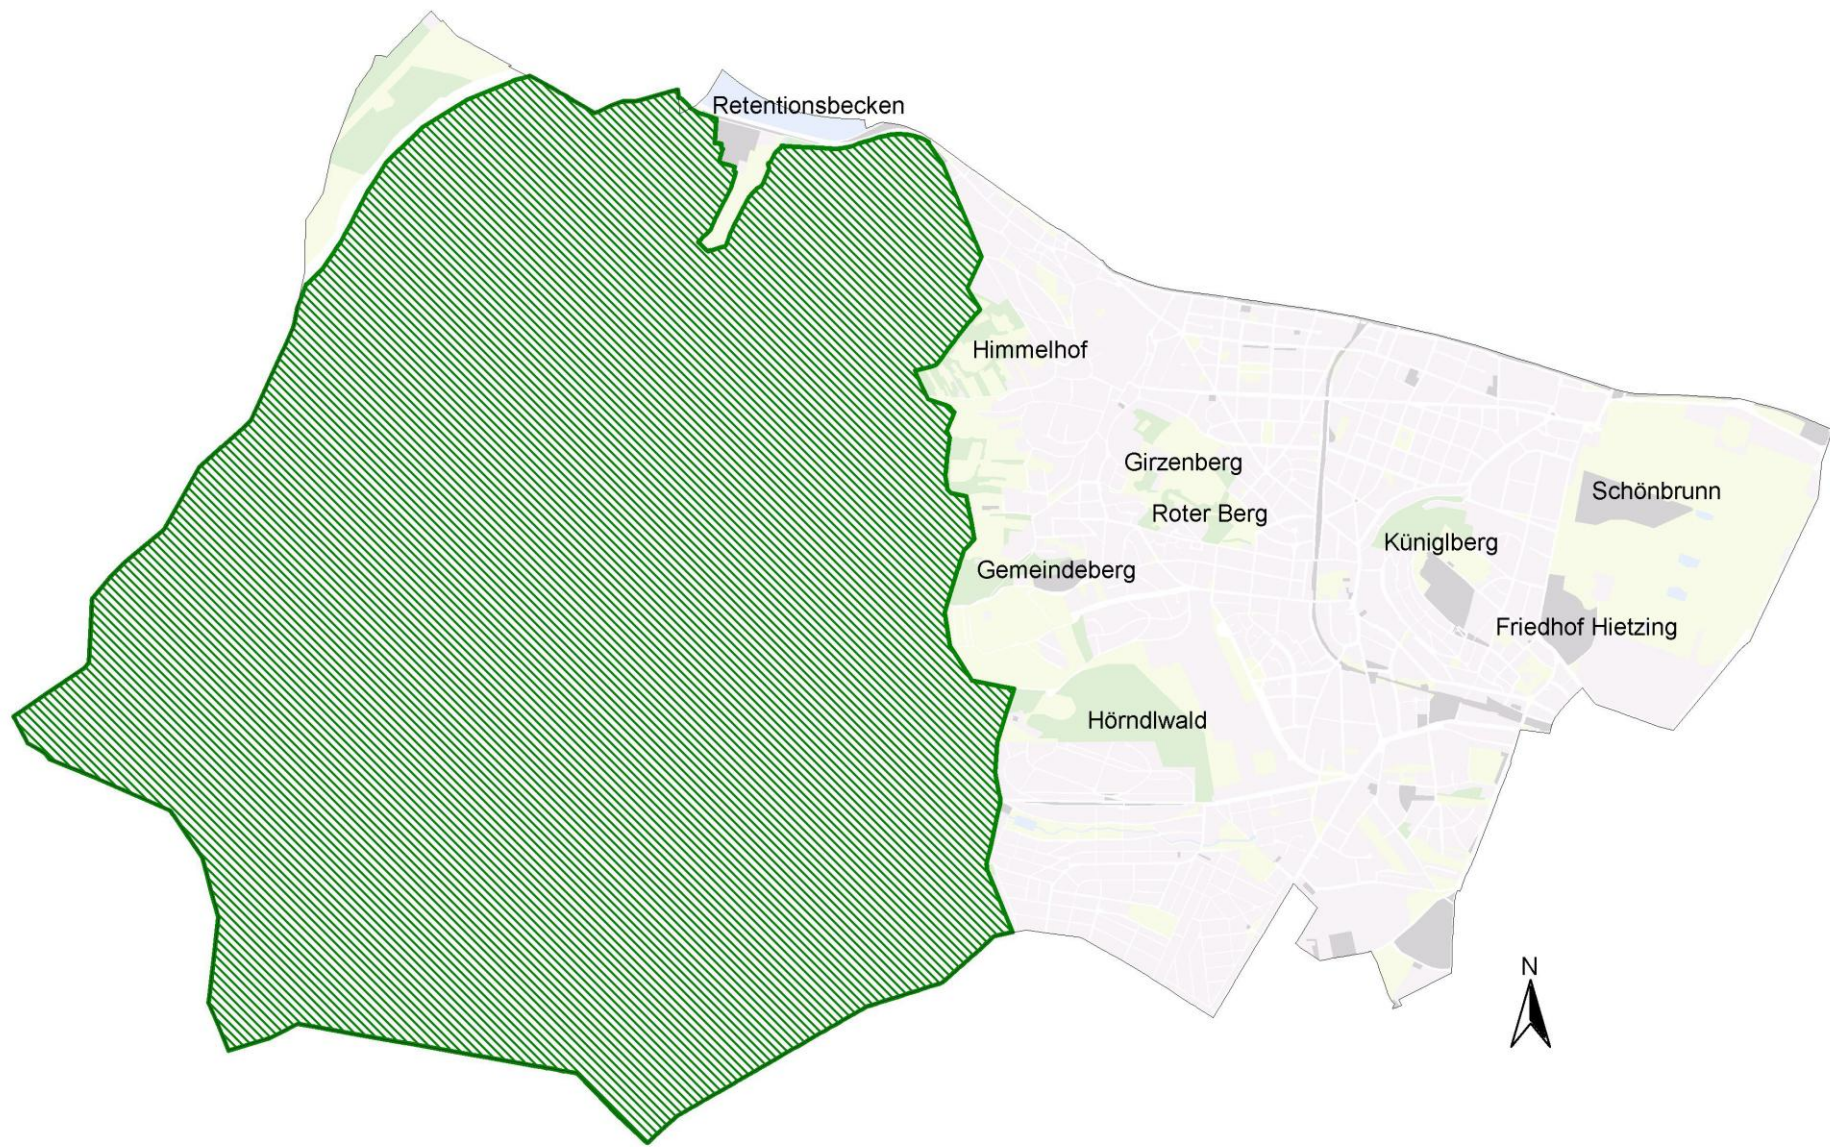 Retentionsbecken
Himmelhof
Girzenberg
Schönbrunn
Roter Berg
Küniglberg
Gemeindeberg
Friedhof Hietzing
Hörndlwald
N